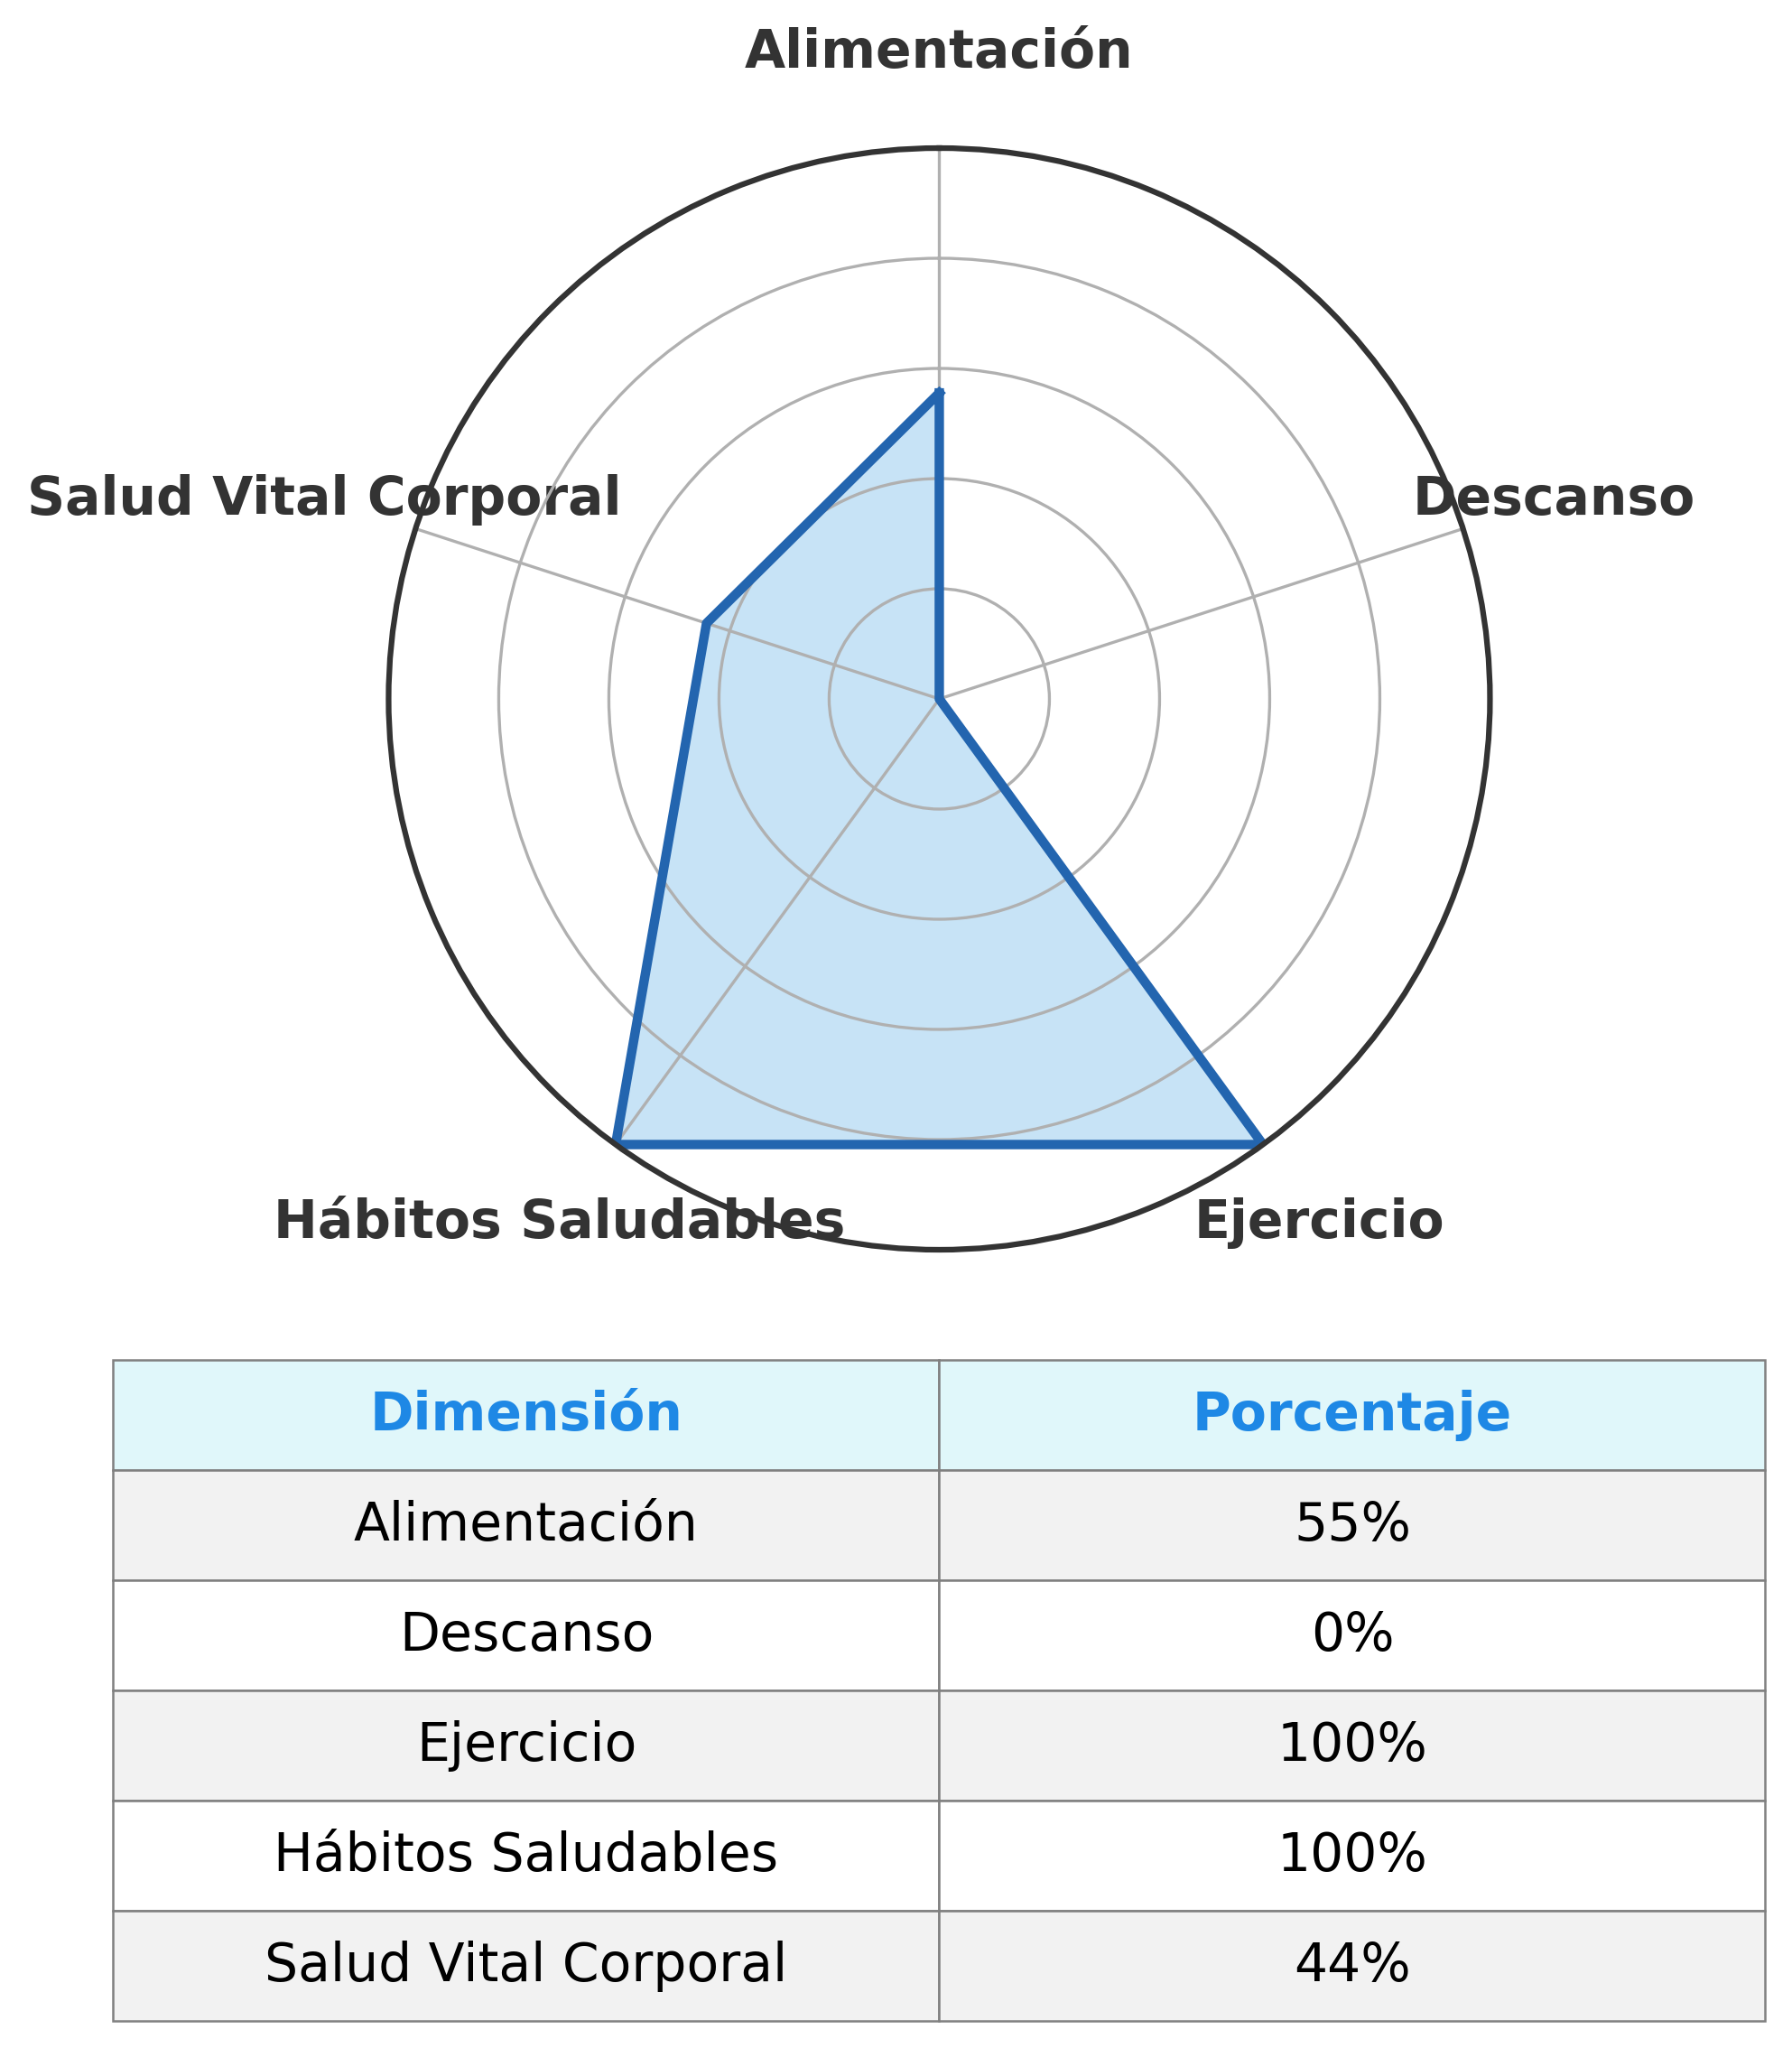 Alimentación
Salud Vital Corporal
Descanso
Hábitos Saludables
Ejercicio
Dimensión Porcentaje
Alimentación 55%
Descanso 0%
Ejercicio 100%
Hábitos Saludables 100%
Salud Vital Corporal 44%